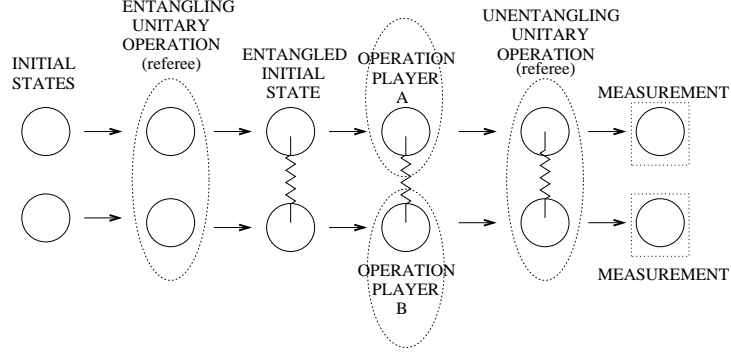 INITIAL
STATES
ENTANGLING
UNITARY
OPERATION
(referee)
ENTANGLED
INITIAL
STATE
OPERATION
PLAYER
A
OPERATION
PLAYER
B
UNENTANGLING
UNITARY
OPERATION
(referee)
MEASUREMENT
MEASUREMENT